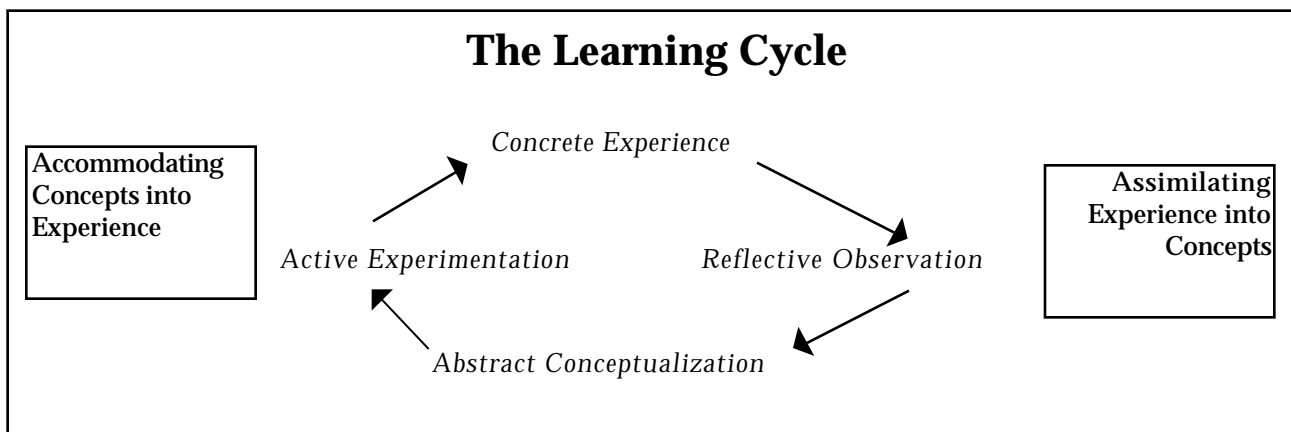 The Learning Cycle
Concrete Experience
Accommodating
Concepts into
Experience
Assimilating
Experience into
Concepts
Active Experimentation
Reflective Observation
Abstract Conceptualization